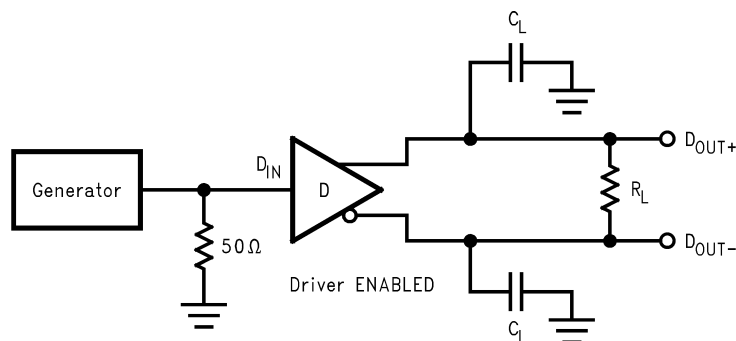 C_L
D_OUT+
D_IN
Generator
D
R_L
50Ω
D_OUT−
Driver ENABLED
C_L